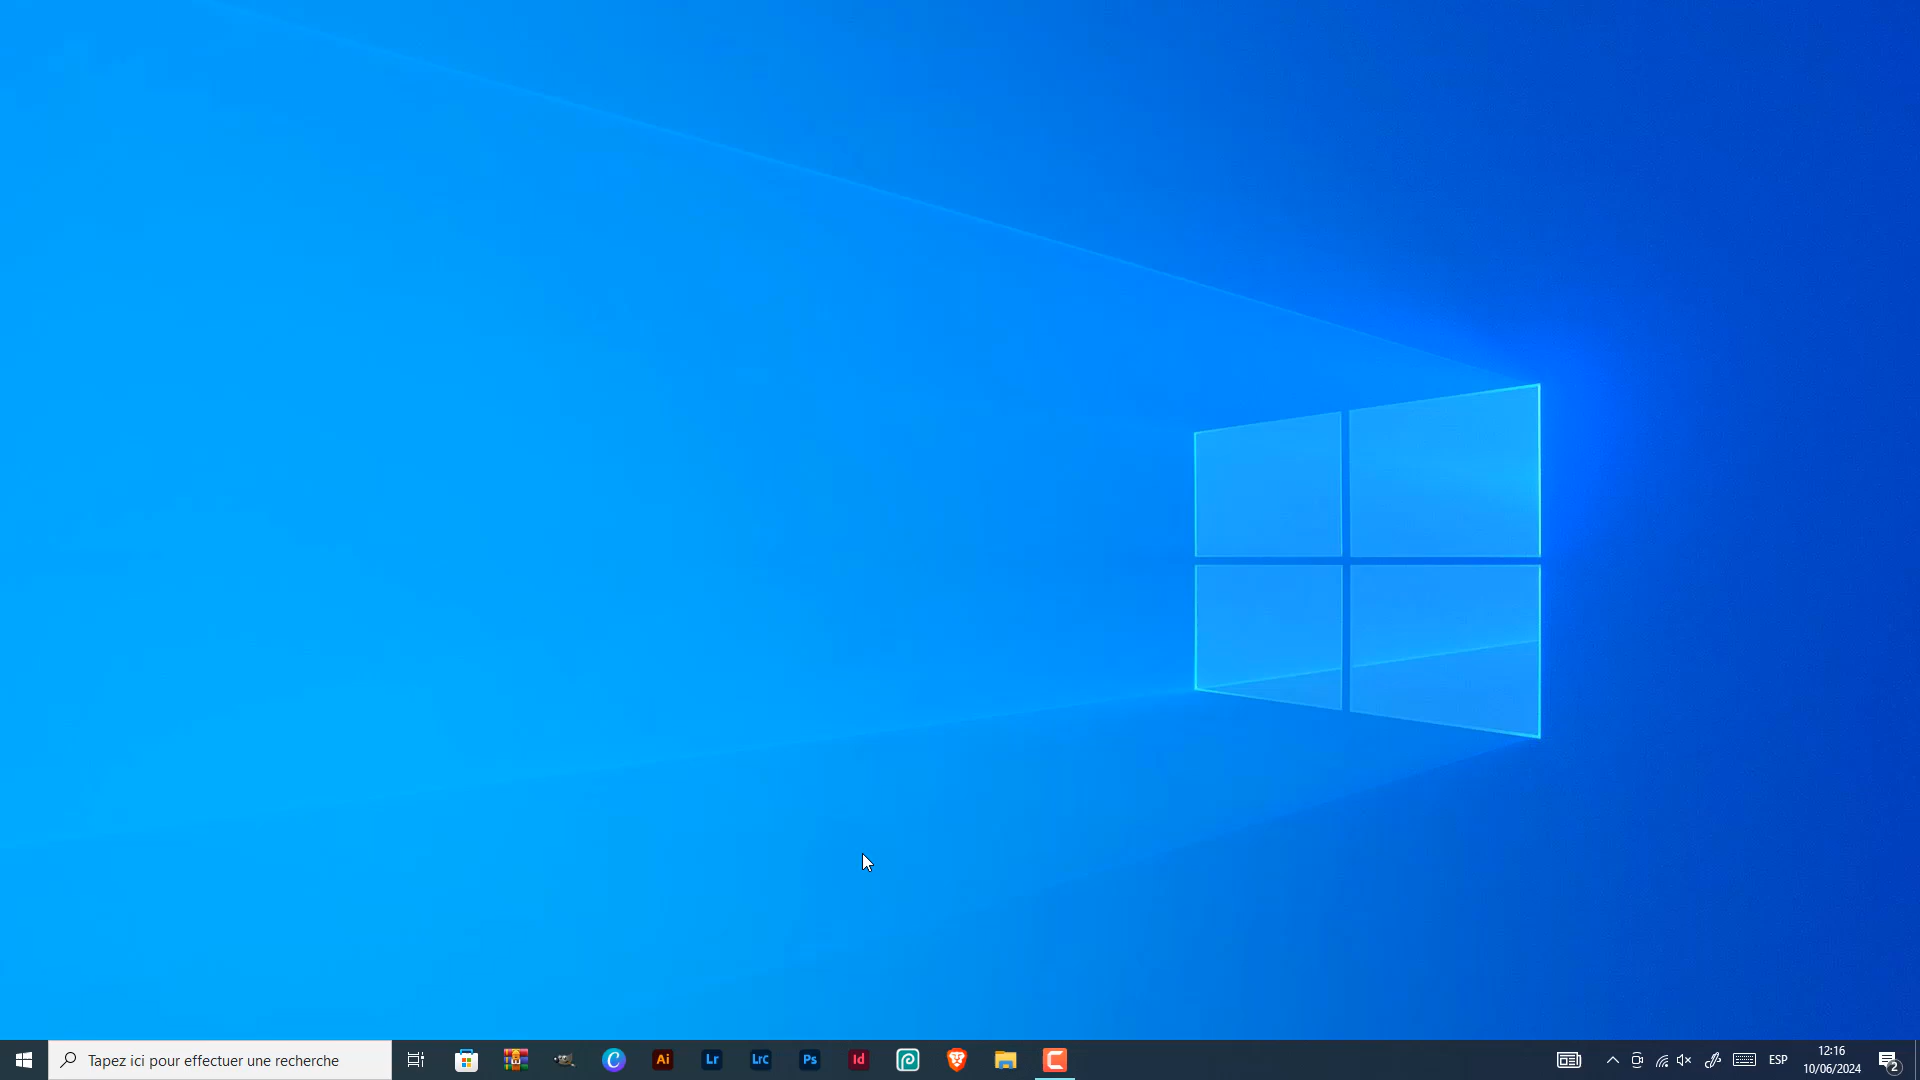 Tapez ici pour effectuer une recherche
Ai
Lr
LrC
Ps
Id
ESP
12:16
10/06/2024
2